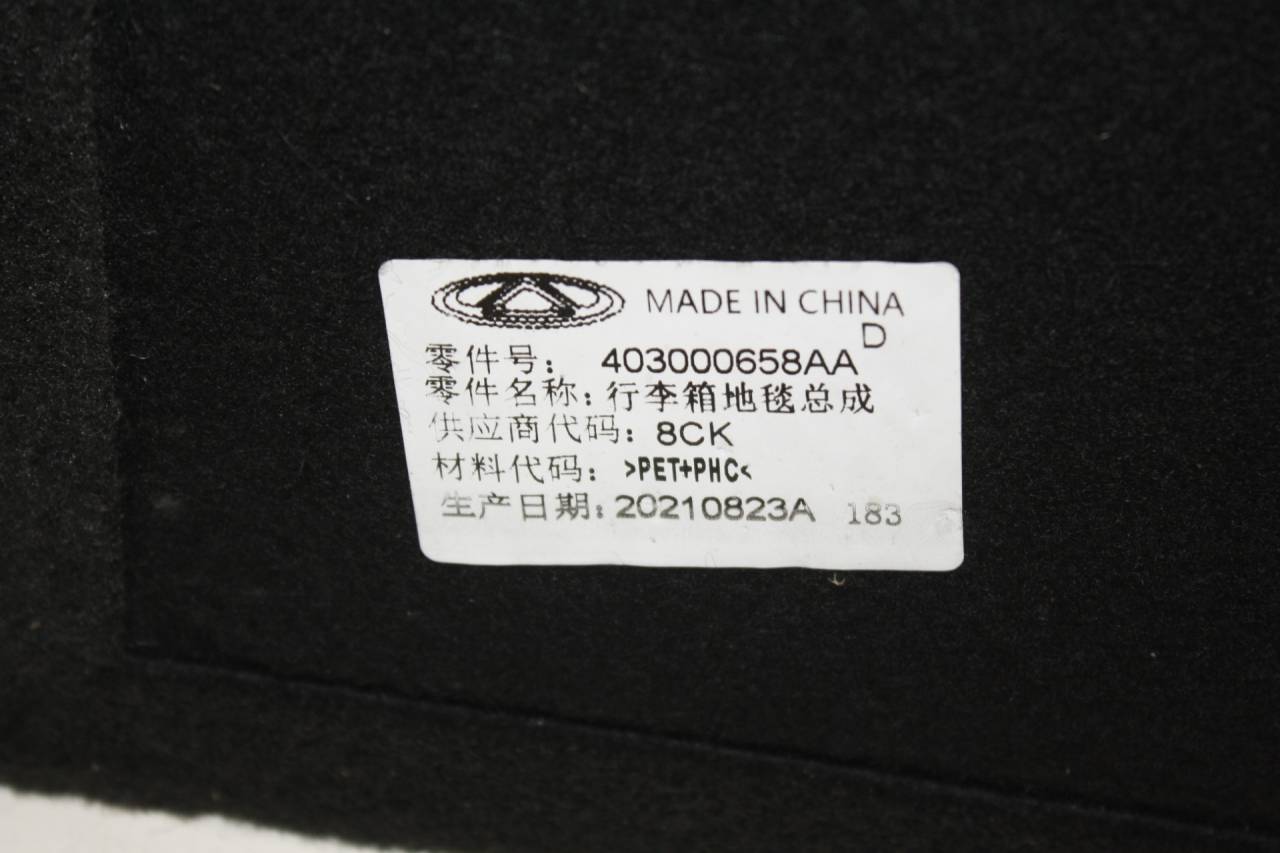 MADE IN CHINA
D
零件号: 403000658AA
零件名称: 行李箱地毯总成
供应商代码: 8CK
材料代码: >PET+PHC<
生产日期: 20210823A 183